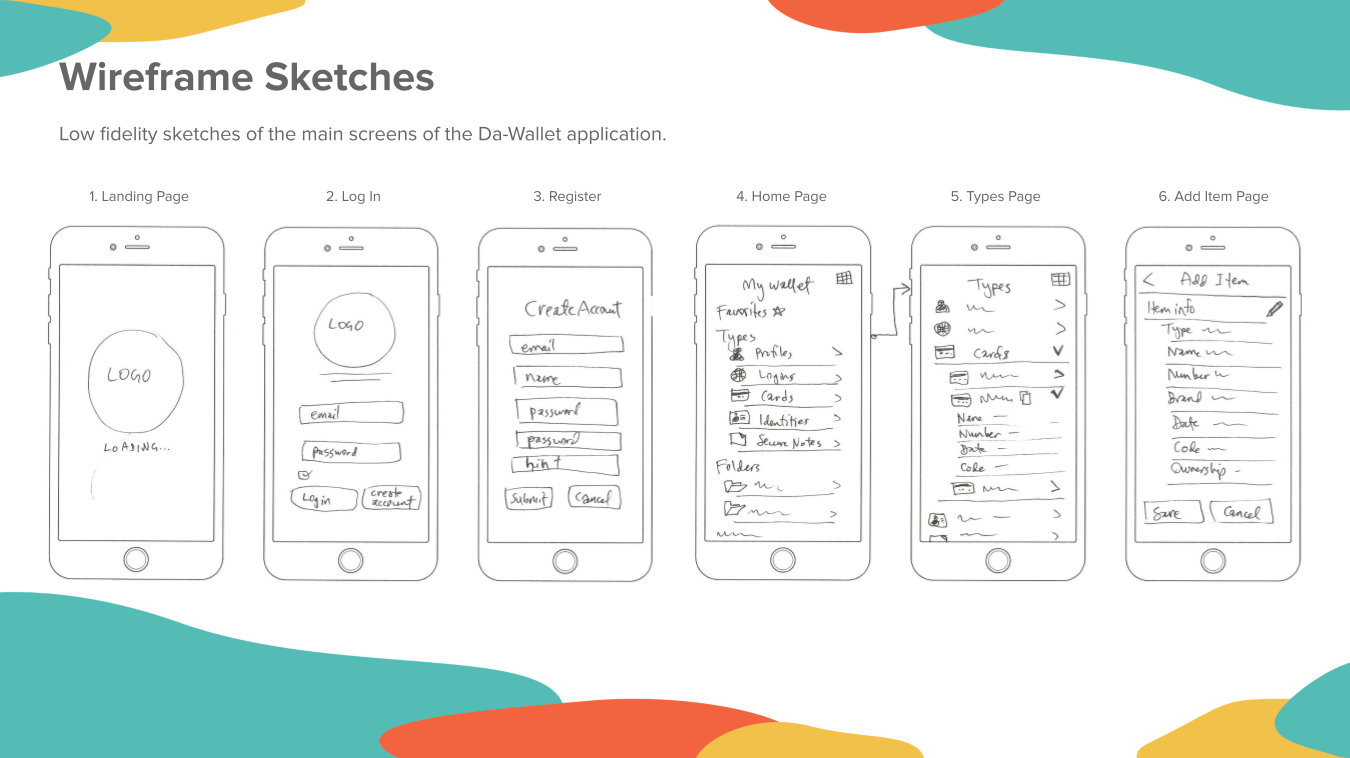 Wireframe Sketches
Low fidelity sketches of the main screens of the Da-Wallet application.
1. Landing Page
LOGO
LOADING...
2. Log In
LOGO
email
password
Log in
create
account
3. Register
Create Account
email
name
password
password
hint
Submit
Cancel
4. Home Page
My wallet
Favorites
Types
Profiles
Logins
Cards
Identities
Secure Notes
Folders
5. Types Page
Types
Cards
Name
Number
Date
Code
6. Add Item Page
< Add Item
Item info
Type
Name
Number
Brand
Date
Code
Ownership
Save
Cancel